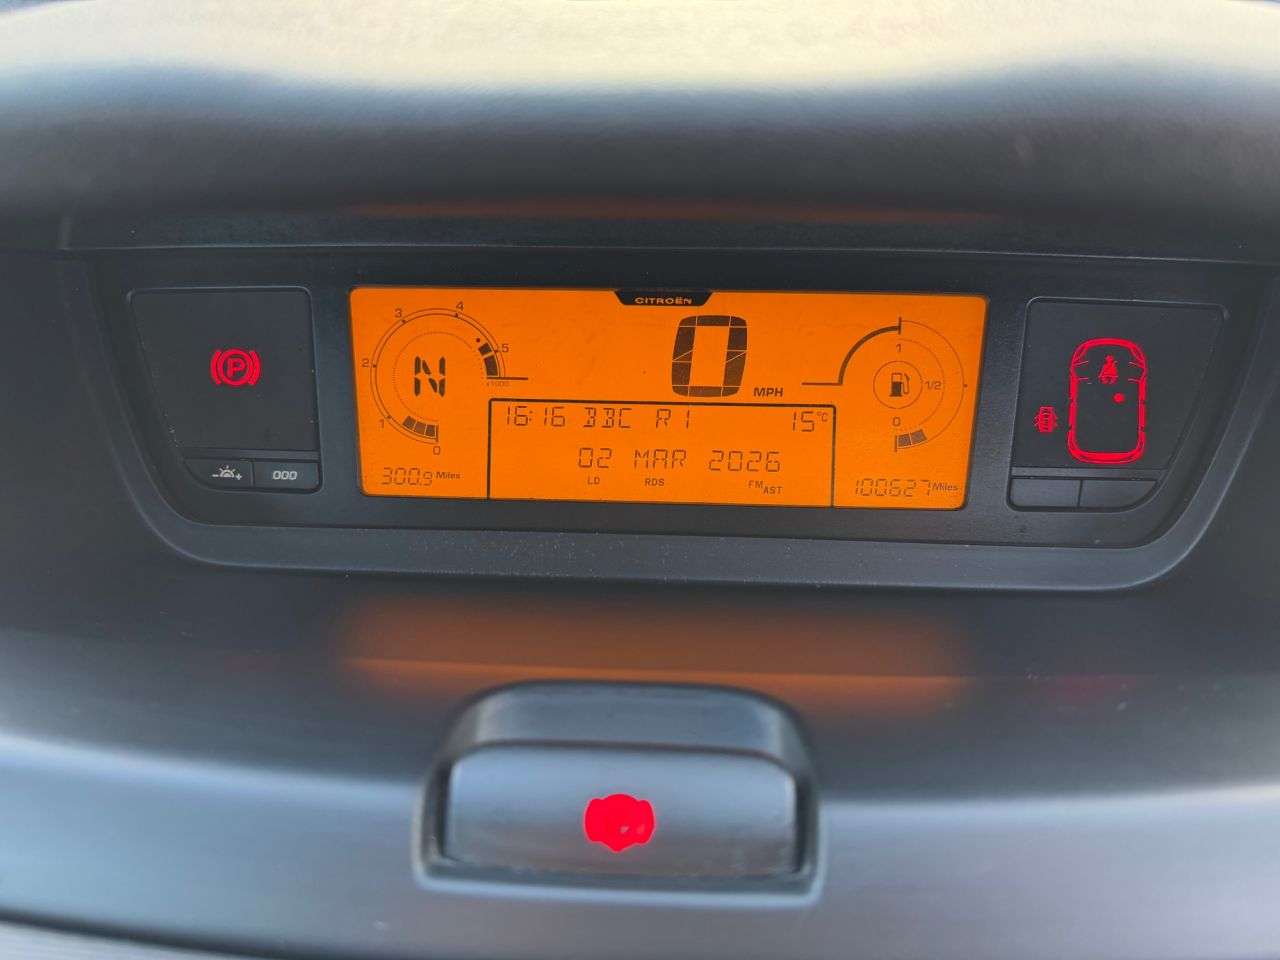 CITROËN
4
3
5
2
x1000
1
0
N
0
MPH
1
1/2
0
16:16 BBC R1 15°C
02 MAR 2026
LD RDS FM AST
300.9 Miles
100627 Miles
P
000